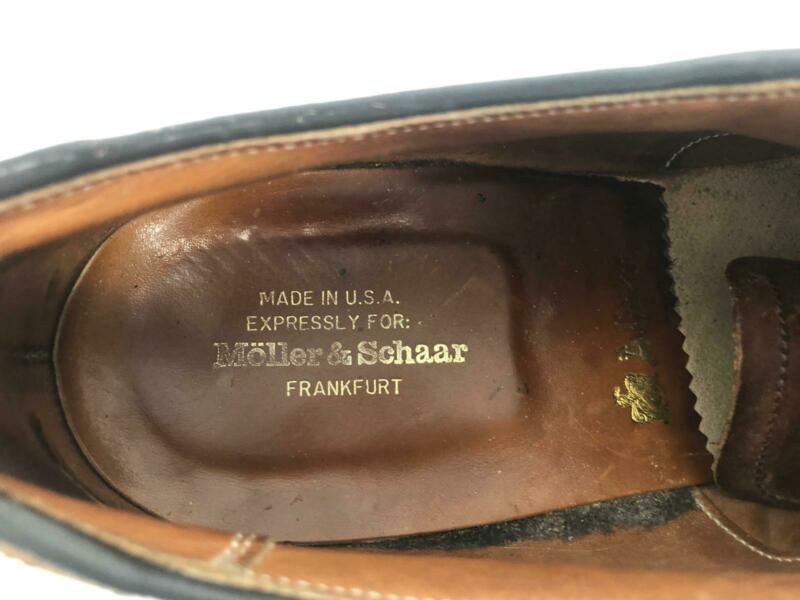 MADE IN U.S.A.
EXPRESSLY FOR:
Möller & Schaar
FRANKFURT